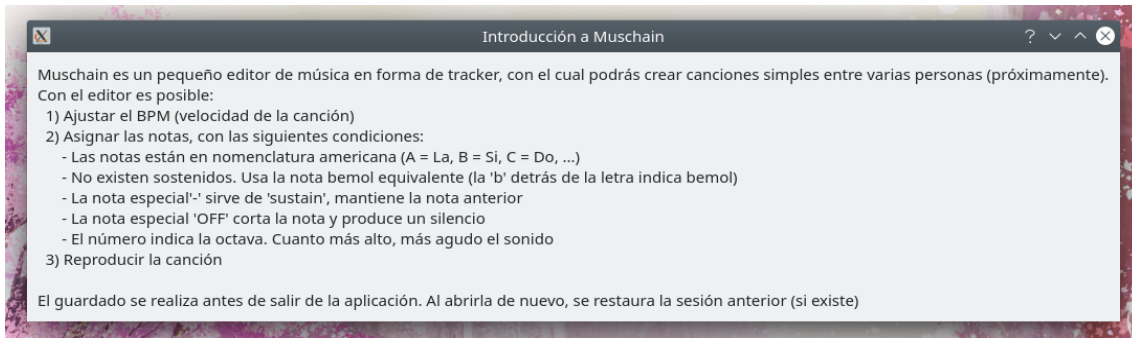 Introducción a Muschain
Muschain es un pequeño editor de música en forma de tracker, con el cual podrás crear canciones simples entre varias personas (próximamente).
Con el editor es posible:
1) Ajustar el BPM (velocidad de la canción)
2) Asignar las notas, con las siguientes condiciones:
- Las notas están en nomenclatura americana (A = La, B = Si, C = Do, ...)
- No existen sostenidos. Usa la nota bemol equivalente (la 'b' detrás de la letra indica bemol)
- La nota especial'-' sirve de 'sustain', mantiene la nota anterior
- La nota especial 'OFF' corta la nota y produce un silencio
- El número indica la octava. Cuanto más alto, más agudo el sonido
3) Reproducir la canción
El guardado se realiza antes de salir de la aplicación. Al abrirla de nuevo, se restaura la sesión anterior (si existe)